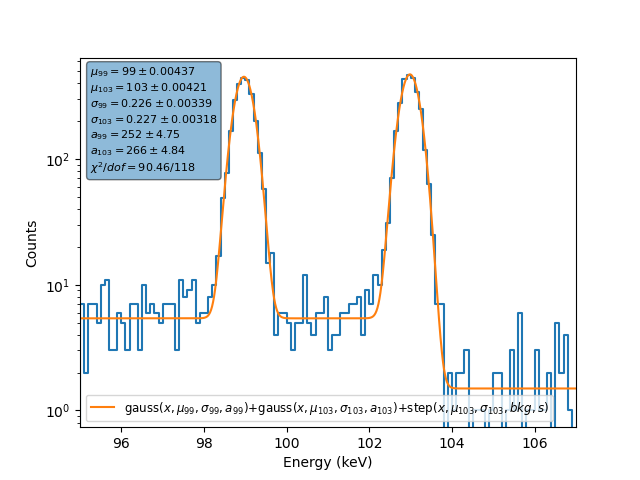 μ₉₉ = 99 ± 0.00437
μ₁₀₃ = 103 ± 0.00421
σ₉₉ = 0.226 ± 0.00339
σ₁₀₃ = 0.227 ± 0.00318
a₉₉ = 252 ± 4.75
a₁₀₃ = 266 ± 4.84
χ²/dof = 90.46/118
10²
10¹
10⁰
Counts
gauss(x, μ₉₉, σ₉₉, a₉₉)+gauss(x, μ₁₀₃, σ₁₀₃, a₁₀₃)+step(x, μ₁₀₃, σ₁₀₃, bkg, s)
96 98 100 102 104 106
Energy (keV)